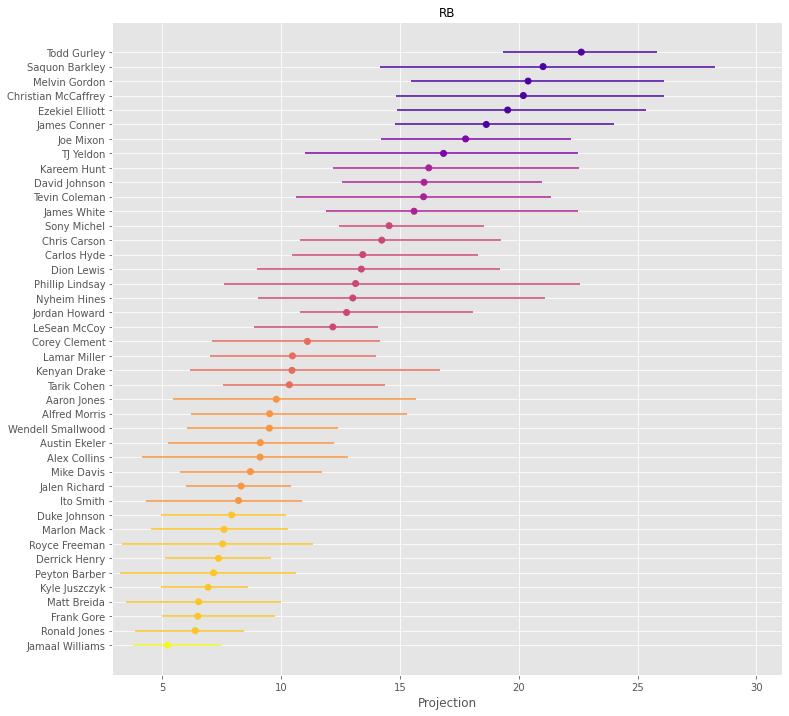 RB
Todd Gurley
Saquon Barkley
Melvin Gordon
Christian McCaffrey
Ezekiel Elliott
James Conner
Joe Mixon
TJ Yeldon
Kareem Hunt
David Johnson
Tevin Coleman
James White
Sony Michel
Chris Carson
Carlos Hyde
Dion Lewis
Phillip Lindsay
Nyheim Hines
Jordan Howard
LeSean McCoy
Corey Clement
Lamar Miller
Kenyan Drake
Tarik Cohen
Aaron Jones
Alfred Morris
Wendell Smallwood
Austin Ekeler
Alex Collins
Mike Davis
Jalen Richard
Ito Smith
Duke Johnson
Marlon Mack
Royce Freeman
Derrick Henry
Peyton Barber
Kyle Juszczyk
Matt Breida
Frank Gore
Ronald Jones
Jamaal Williams
5 10 15 20 25 30
Projection